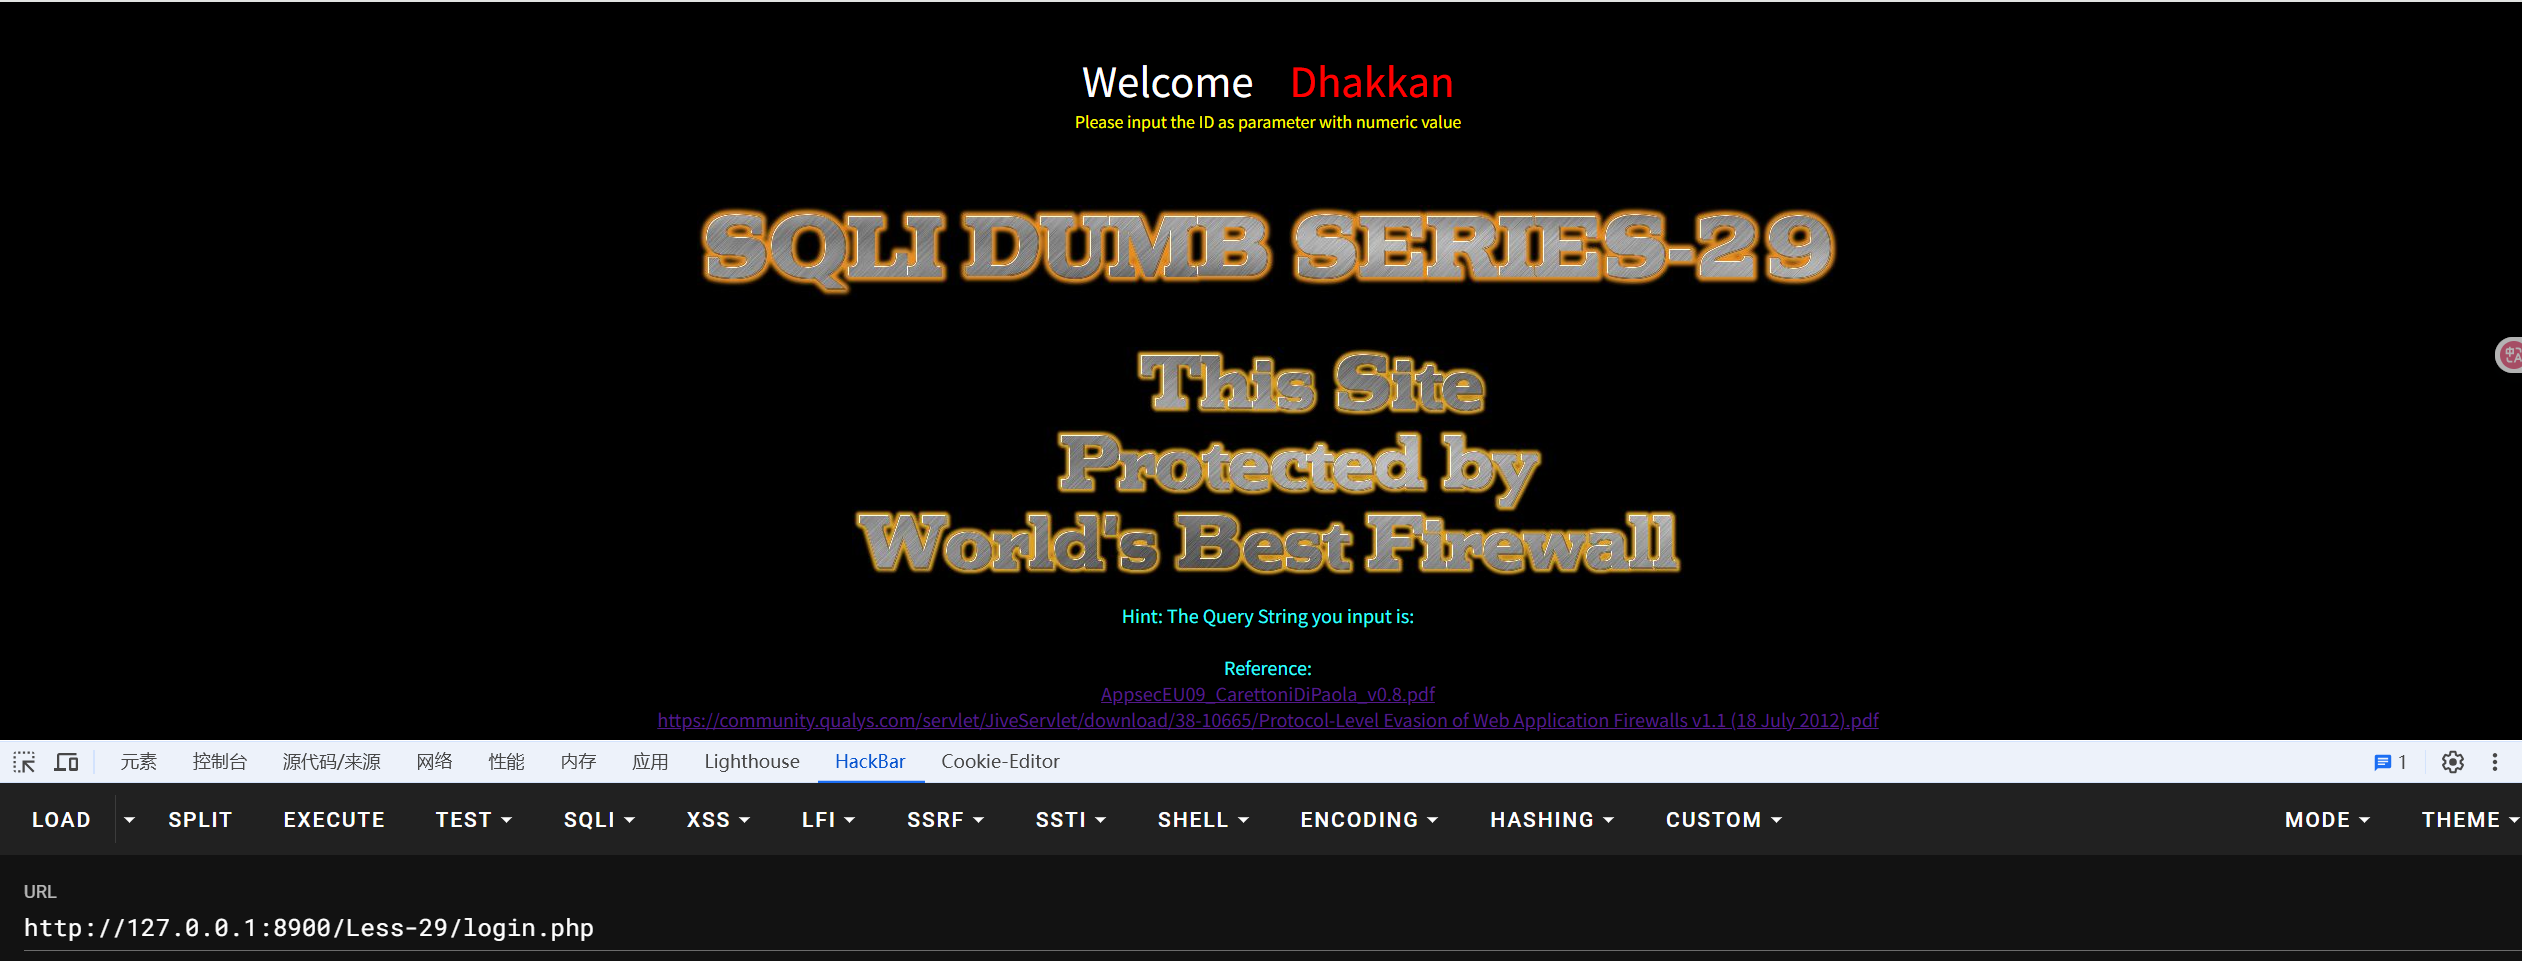 Welcome Dhakkan
Please input the ID as parameter with numeric value
SQLI DUMB SERIES-29
This Site
Protected by
World's Best Firewall
Hint: The Query String you input is:
Reference:
AppsecEU09_CarettoniDiPaola_v0.8.pdf
https://community.qualys.com/servlet/JiveServlet/download/38-10665/Protocol-Level Evasion of Web Application Firewalls v1.1 (18 July 2012).pdf
元素 控制台 源代码/来源 网络 性能 内存 应用 Lighthouse HackBar Cookie-Editor 1
LOAD SPLIT EXECUTE TEST SQLI XSS LFI SSRF SSTI SHELL ENCODING HASHING CUSTOM MODE THEME
URL
http://127.0.0.1:8900/Less-29/login.php